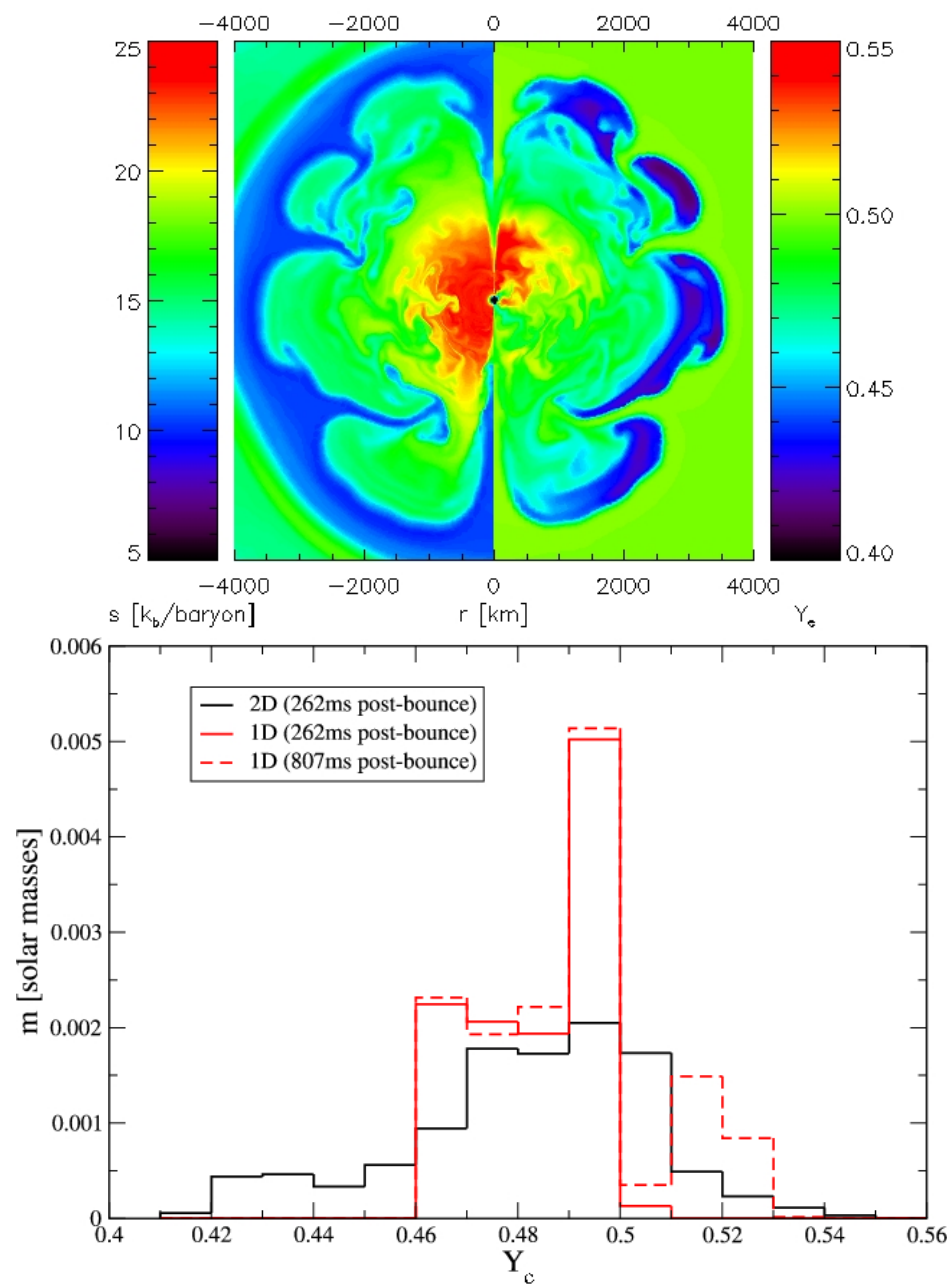 −4000 −2000 0 2000 4000
25 0.55
20 0.50
15
0.45
10
5 0.40
−4000 −2000 0 2000 4000
s [k_b/baryon] r [km] Y_e
0.006
2D (262ms post-bounce)
1D (262ms post-bounce)
1D (807ms post-bounce)
0.005
0.004
m [solar masses]
0.003
0.002
0.001
0
0.4 0.42 0.44 0.46 0.48 0.5 0.52 0.54 0.56
Y_e